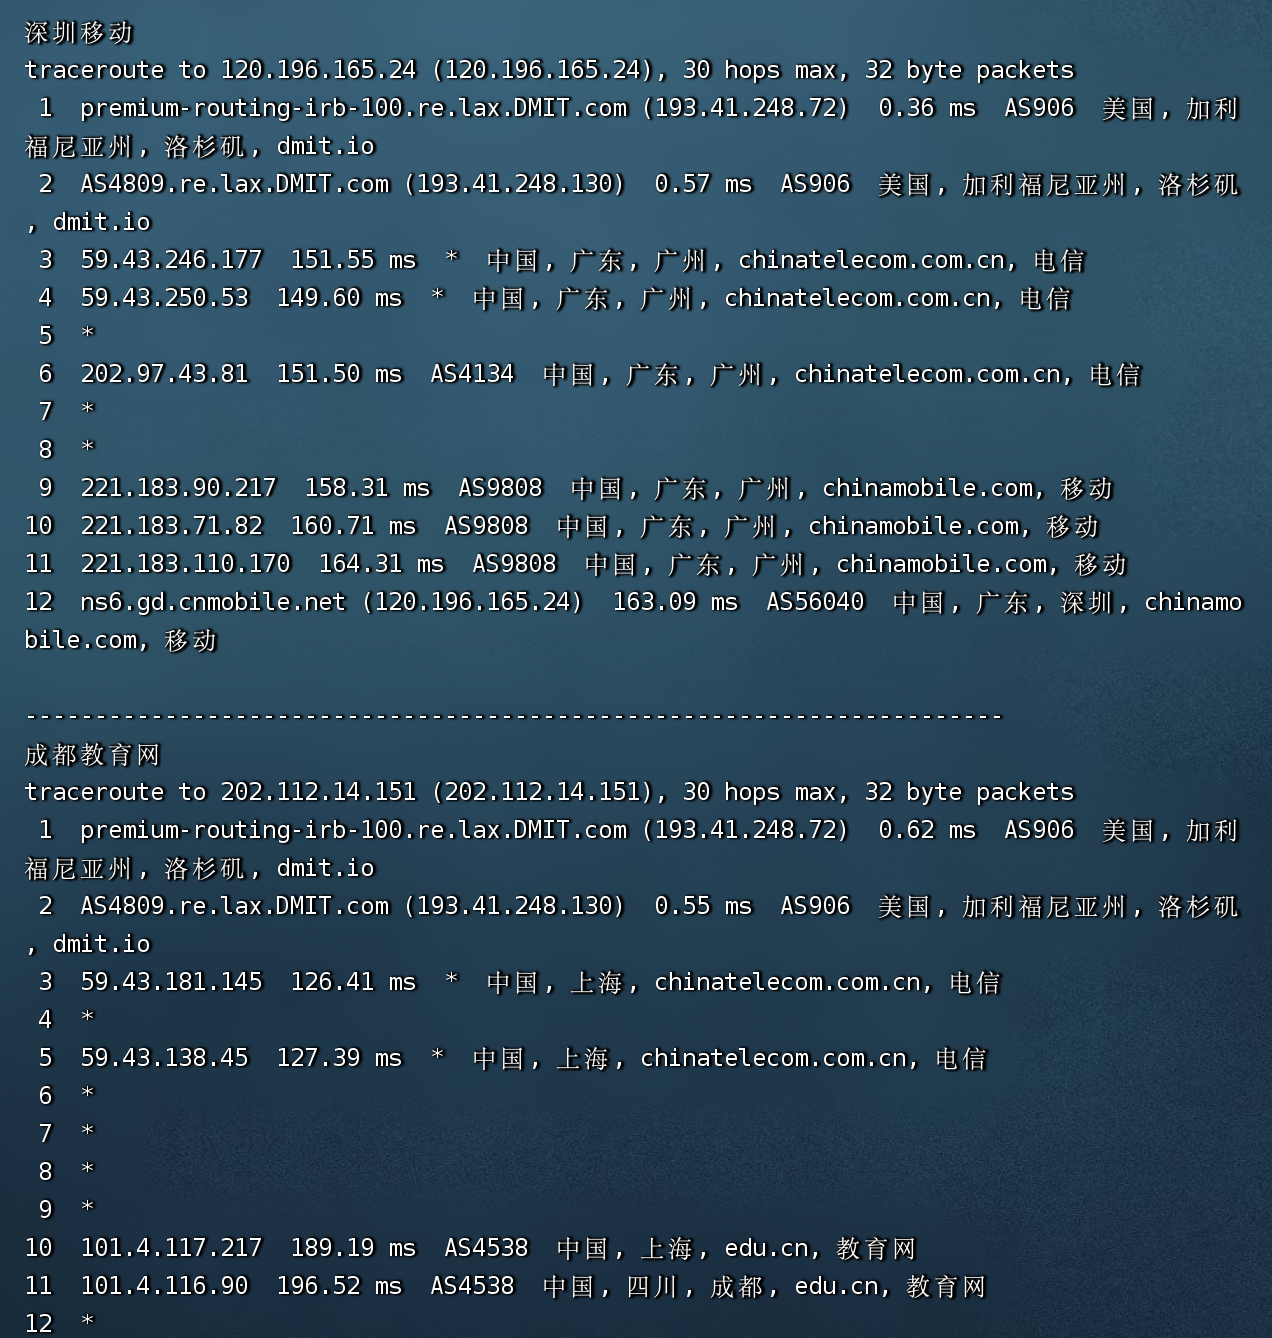 深圳移动
traceroute to 120.196.165.24 (120.196.165.24), 30 hops max, 32 byte packets
 1  premium-routing-irb-100.re.lax.DMIT.com (193.41.248.72)  0.36 ms  AS906  美国, 加利
福尼亚州, 洛杉矶, dmit.io
 2  AS4809.re.lax.DMIT.com (193.41.248.130)  0.57 ms  AS906  美国, 加利福尼亚州, 洛杉矶
, dmit.io
 3  59.43.246.177  151.55 ms  *  中国, 广东, 广州, chinatelecom.com.cn, 电信
 4  59.43.250.53  149.60 ms  *  中国, 广东, 广州, chinatelecom.com.cn, 电信
 5  *
 6  202.97.43.81  151.50 ms  AS4134  中国, 广东, 广州, chinatelecom.com.cn, 电信
 7  *
 8  *
 9  221.183.90.217  158.31 ms  AS9808  中国, 广东, 广州, chinamobile.com, 移动
10  221.183.71.82  160.71 ms  AS9808  中国, 广东, 广州, chinamobile.com, 移动
11  221.183.110.170  164.31 ms  AS9808  中国, 广东, 广州, chinamobile.com, 移动
12  ns6.gd.cnmobile.net (120.196.165.24)  163.09 ms  AS56040  中国, 广东, 深圳, chinamo
bile.com, 移动
----------------------------------------------------------------------
成都教育网
traceroute to 202.112.14.151 (202.112.14.151), 30 hops max, 32 byte packets
 1  premium-routing-irb-100.re.lax.DMIT.com (193.41.248.72)  0.62 ms  AS906  美国, 加利
福尼亚州, 洛杉矶, dmit.io
 2  AS4809.re.lax.DMIT.com (193.41.248.130)  0.55 ms  AS906  美国, 加利福尼亚州, 洛杉矶
, dmit.io
 3  59.43.181.145  126.41 ms  *  中国, 上海, chinatelecom.com.cn, 电信
 4  *
 5  59.43.138.45  127.39 ms  *  中国, 上海, chinatelecom.com.cn, 电信
 6  *
 7  *
 8  *
 9  *
10  101.4.117.217  189.19 ms  AS4538  中国, 上海, edu.cn, 教育网
11  101.4.116.90  196.52 ms  AS4538  中国, 四川, 成都, edu.cn, 教育网
12  *